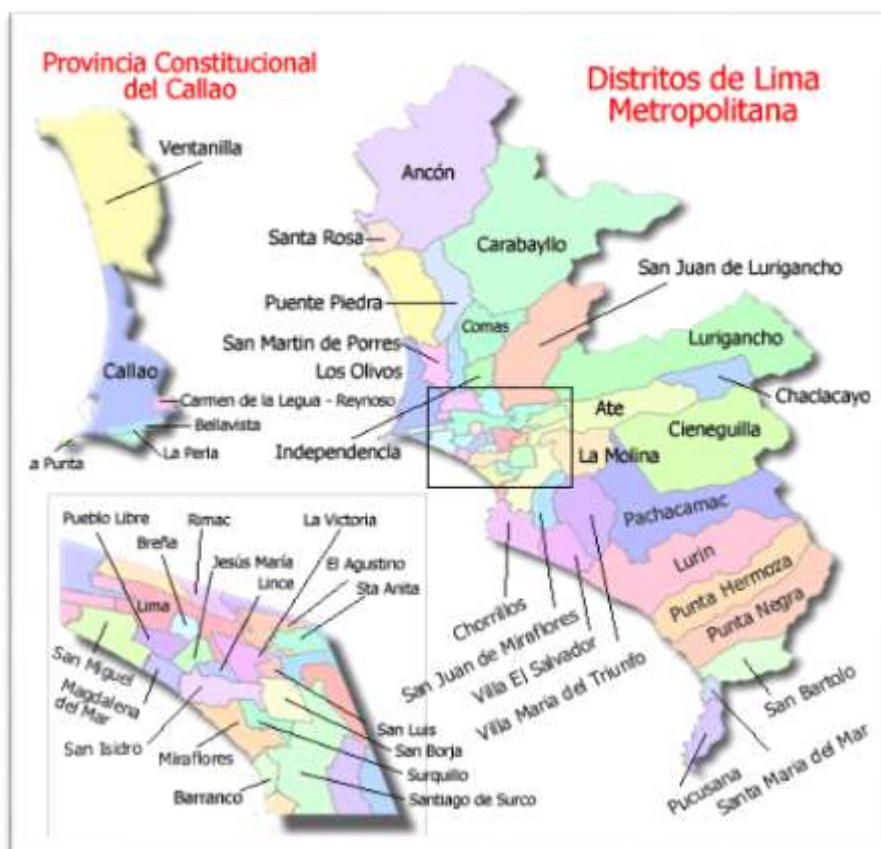 Provincia Constitucional
del Callao
Ventanilla
Callao
Carmen de la Legua - Reynoso
Bellavista
La Perla
a Punta
Distritos de Lima
Metropolitana
Ancón
Santa Rosa
Carabayllo
San Juan de Lurigancho
Puente Piedra
Comas
San Martin de Porres
Lurigancho
Los Olivos
Chaclacayo
Ate
Cieneguilla
Independencia
La Molina
Pachacamac
Lurin
Punta Hermoza
Punta Negra
Chorrillos
San Juan de Miraflores
Villa El Salvador
Villa Maria del Triunfo
San Bartolo
Santa Maria del Mar
Pucusana
Pueblo Libre
Rimac
La Victoria
Breña
Jesús María
El Agustino
Lince
Sta Anita
Lima
San Miguel
Magdalena
del Mar
San Isidro
Miraflores
San Luis
San Borja
Surquillo
Barranco
Santiago de Surco